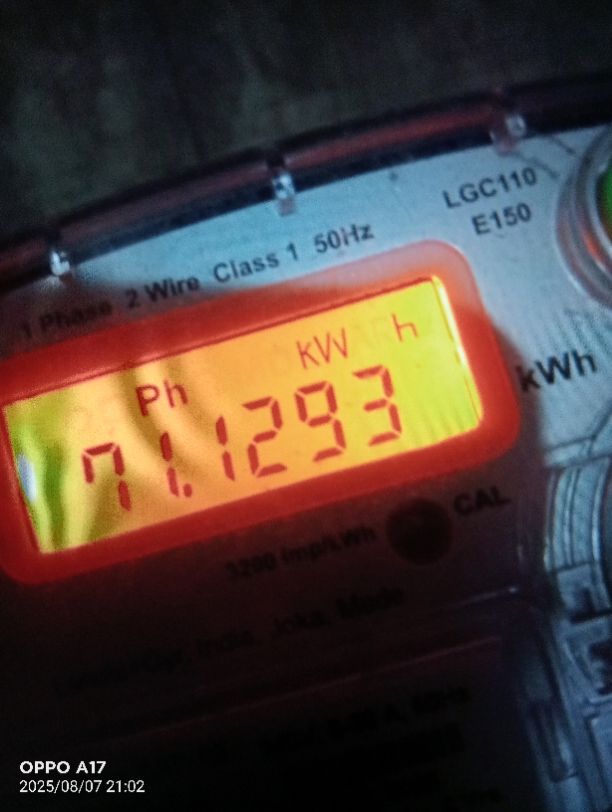 LGC110
E150
1 Phase 2 Wire Class 1 50Hz
kWh
KW h
Ph
71.1293
CAL
3200 imp/kWh
India, Joka,
OPPO A17
2025/08/07 21:02